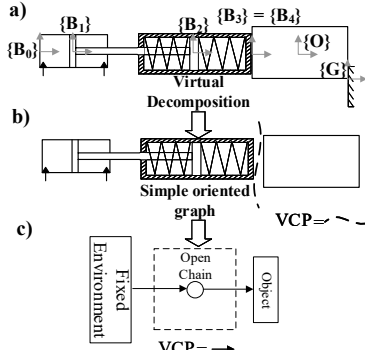 a)
{B₀} {B₁} {B₂} {B₃} = {B₄} {O} {G}
Virtual
Decomposition
b)
Simple oriented
graph
VCP=
c)
Fixed
Environment
Open
Chain
Object
VCP=